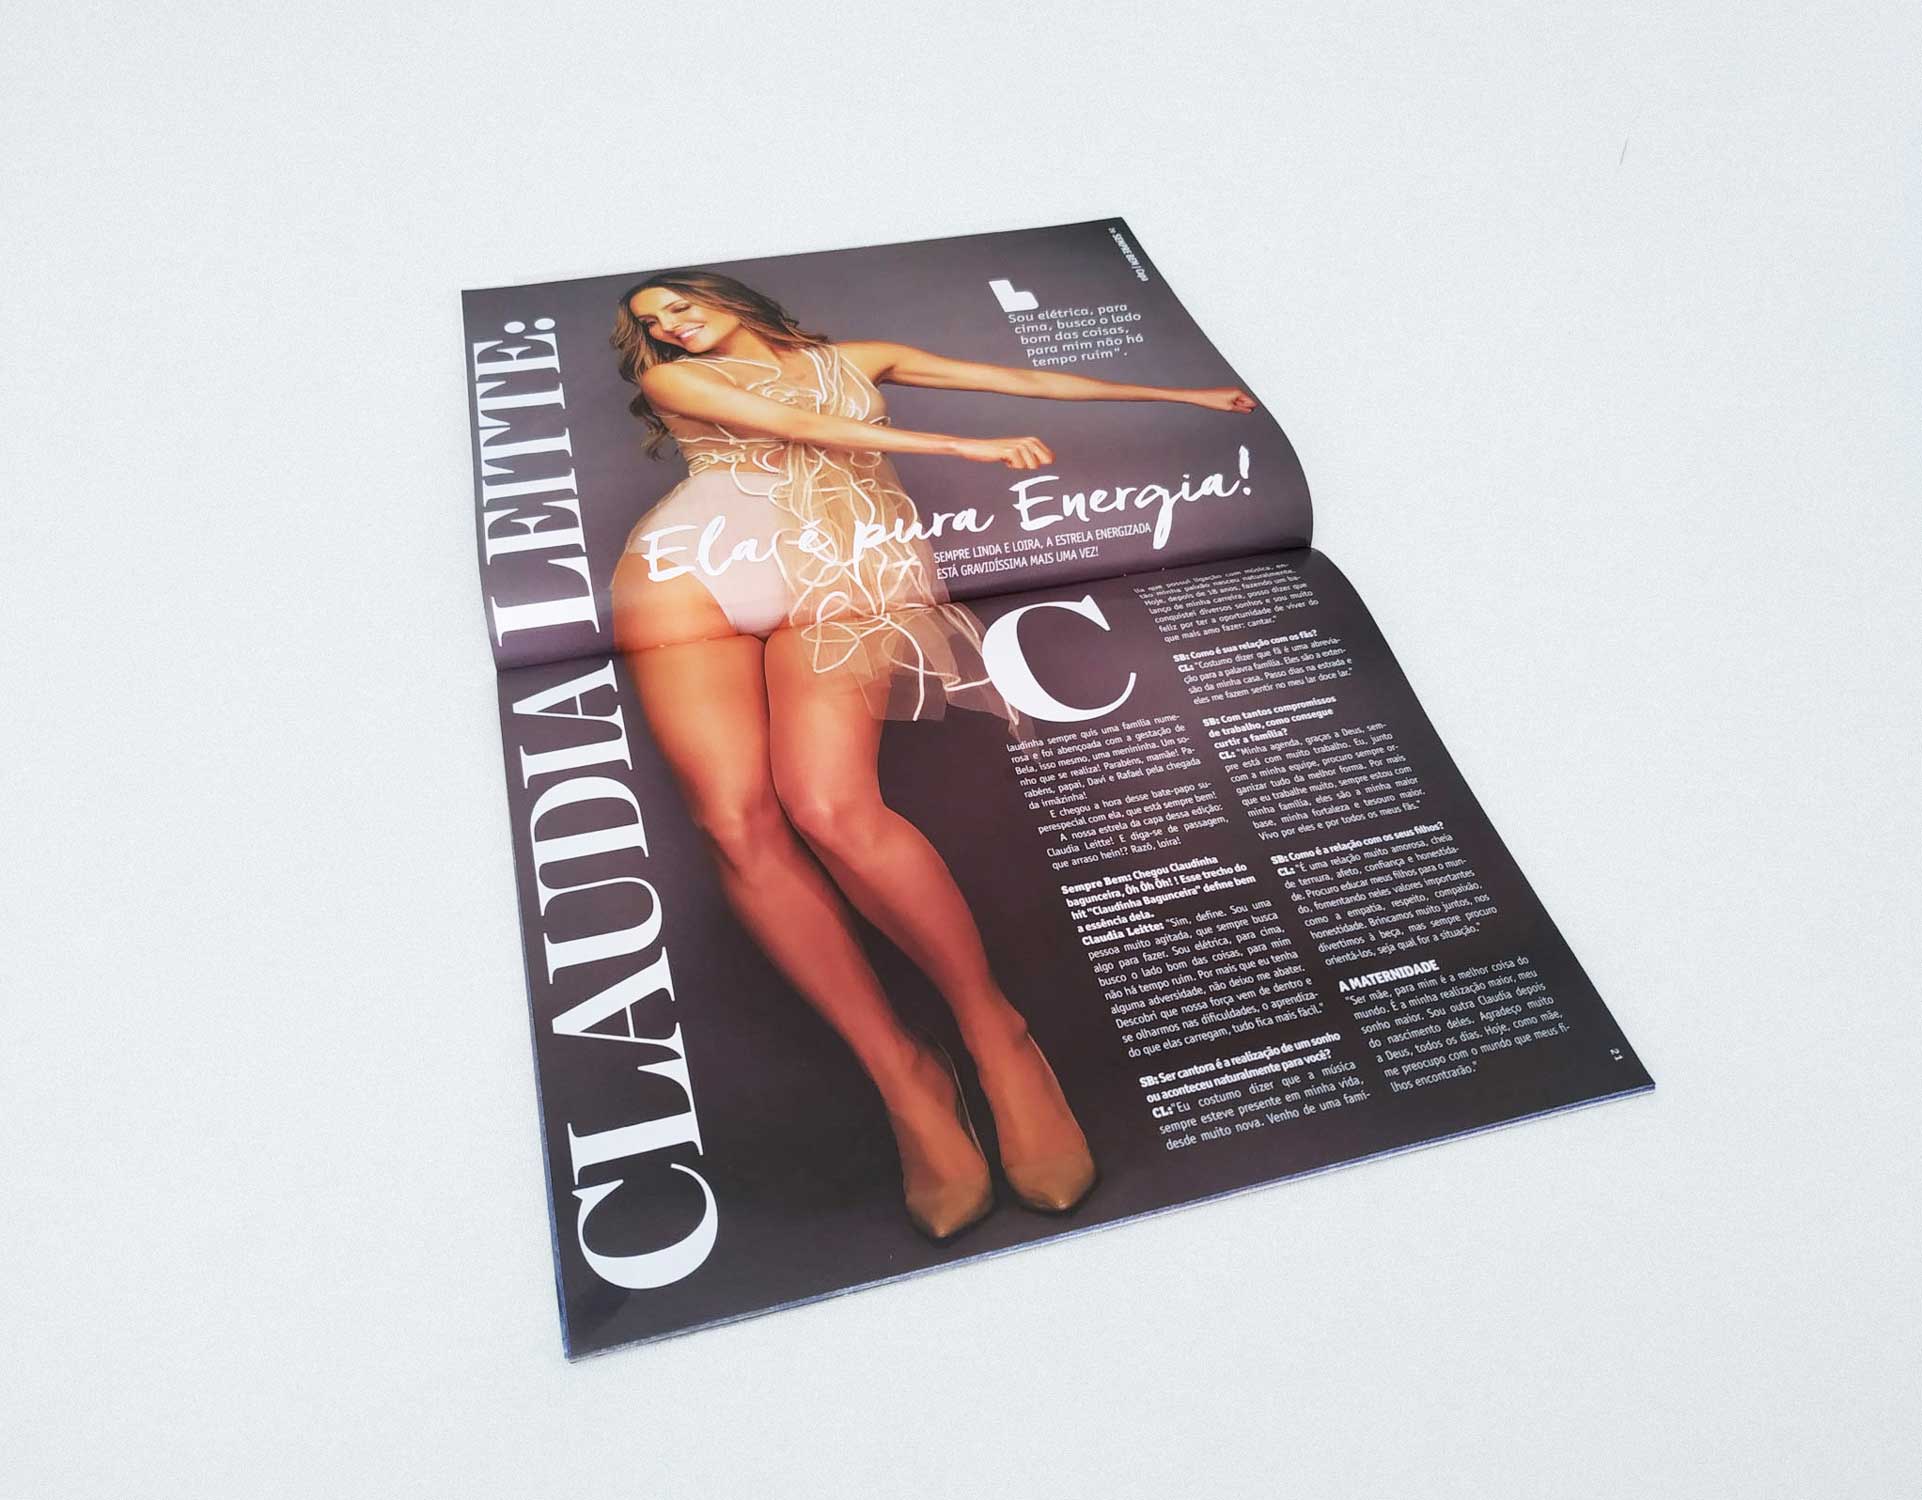 20 SEMPRE BEM / Capa
CLAUDIA LEITTE:
Sou elétrica, para
cima, busco o lado
bom das coisas,
para mim não há
tempo ruim”.
Ela é pura Energia!
SEMPRE LINDA E LOIRA, A ESTRELA ENERGIZADA
ESTÁ GRAVIDÍSSIMA MAIS UMA VEZ!
C
laudinha sempre quis uma família nume-
rosa e foi abençoada com a gestação de
Bela, isso mesmo, uma menininha. Um so-
nho que se realiza! Parabéns, mamãe! Pa-
rabéns, papai, Davi e Rafael pela chegada
da irmãzinha!
E chegou a hora desse bate-papo su-
perespecial com ela, que está sempre bem!
A nossa estrela da capa dessa edição:
Claudia Leitte! E diga-se de passagem,
que arraso hein!? Razô, loira!
Sempre Bem: Chegou Claudinha
bagunceira, Ôh Ôh Ôh! ! Esse trecho do
hit "Claudinha Bagunceira" define bem
a essência dela.
Claudia Leitte: "Sim, define. Sou uma
pessoa muito agitada, que sempre busca
algo para fazer. Sou elétrica, para cima,
busco o lado bom das coisas, para mim
não há tempo ruim. Por mais que eu tenha
alguma adversidade, não deixo me abater.
Descobri que nossa força vem de dentro e
se olharmos nas dificuldades, o aprendiza-
do que elas carregam, tudo fica mais fácil."
SB: Ser cantora é a realização de um sonho
ou aconteceu naturalmente para você?
CL:"Eu costumo dizer que a música
sempre esteve presente em minha vida,
desde muito nova. Venho de uma famí-
lia que possui ligação com música, en-
tão minha paixão nasceu naturalmente.
Hoje, depois de 18 anos, fazendo um ba-
lanço de minha carreira, posso dizer que
conquistei diversos sonhos e sou muito
feliz por ter a oportunidade de viver do
que mais amo fazer: cantar."
SB: Como é sua relação com os fãs?
CL: "Costumo dizer que fã é uma abrevia-
ção para a palavra família. Eles são a exten-
são da minha casa. Passo dias na estrada e
eles me fazem sentir no meu lar doce lar."
SB: Com tantos compromissos
de trabalho, como consegue
curtir a família?
CL: "Minha agenda, graças a Deus, sem-
pre está com muito trabalho. Eu, junto
com a minha equipe, procuro sempre or-
ganizar tudo da melhor forma. Por mais
que eu trabalhe muito, sempre estou com
minha família, eles são a minha maior
base, minha fortaleza e tesouro maior.
Vivo por eles e por todos os meus fãs."
SB: Como é a relação com os seus filhos?
CL: "É uma relação muito amorosa, cheia
de ternura, afeto, confiança e honestida-
de. Procuro educar meus filhos para o mun-
do, fomentando neles valores importantes
como a empatia, respeito, compaixão,
honestidade. Brincamos muito juntos, nos
divertimos à beça, mas sempre procuro
orientá-los, seja qual for a situação."
A MATERNIDADE
"Ser mãe, para mim é a melhor coisa do
mundo. É a minha realização maior, meu
sonho maior. Sou outra Claudia depois
do nascimento deles. Agradeço muito
a Deus, todos os dias. Hoje, como mãe,
me preocupo com o mundo que meus fi-
lhos encontrarão."
21